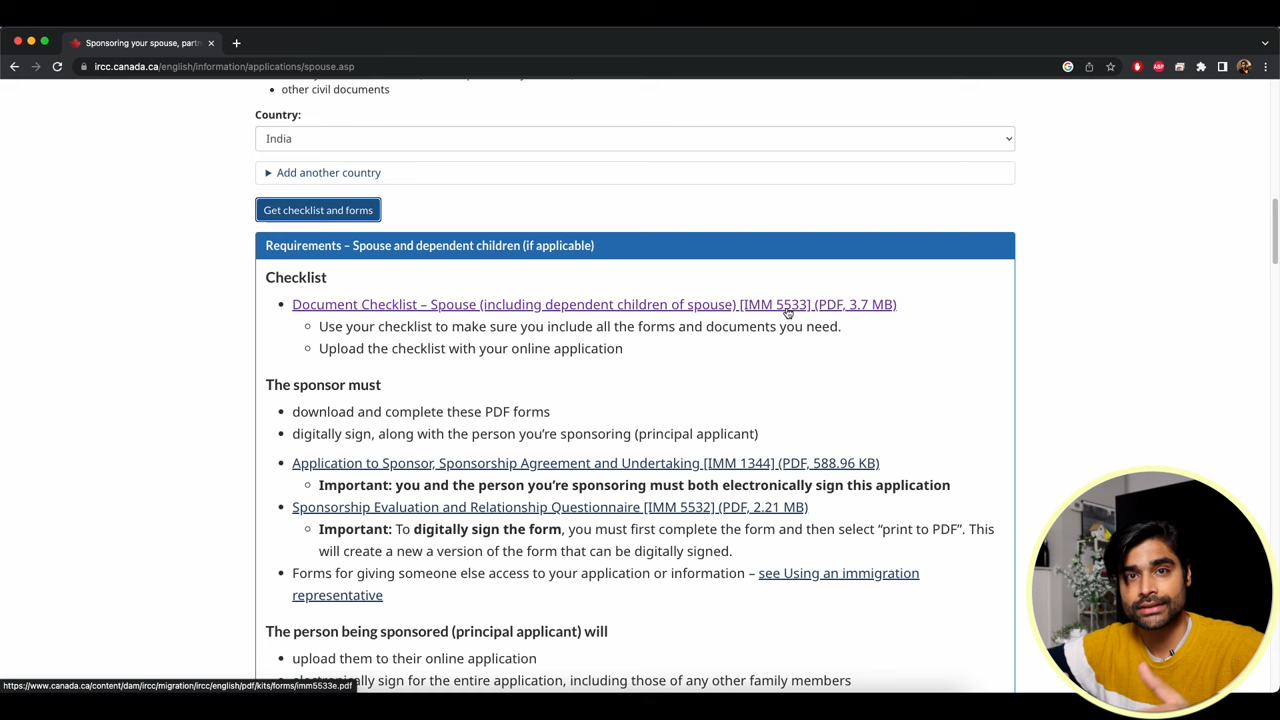 Sponsoring your spouse, partn
ircc.canada.ca/english/information/applications/spouse.asp
ABP
other civil documents
Country:
India
Add another country
Get checklist and forms
Requirements – Spouse and dependent children (if applicable)
Checklist
Document Checklist – Spouse (including dependent children of spouse) [IMM 5533] (PDF, 3.7 MB)
Use your checklist to make sure you include all the forms and documents you need.
Upload the checklist with your online application
The sponsor must
download and complete these PDF forms
digitally sign, along with the person you’re sponsoring (principal applicant)
Application to Sponsor, Sponsorship Agreement and Undertaking [IMM 1344] (PDF, 588.96 KB)
Important: you and the person you’re sponsoring must both electronically sign this application
Sponsorship Evaluation and Relationship Questionnaire [IMM 5532] (PDF, 2.21 MB)
Important: To digitally sign the form, you must first complete the form and then select “print to PDF”. This
will create a new a version of the form that can be digitally signed.
Forms for giving someone else access to your application or information – see Using an immigration
representative
The person being sponsored (principal applicant) will
upload them to their online application
electronically sign for the entire application, including those of any other family members
https://www.canada.ca/content/dam/ircc/migration/ircc/english/pdf/kits/forms/imm5533e.pdf